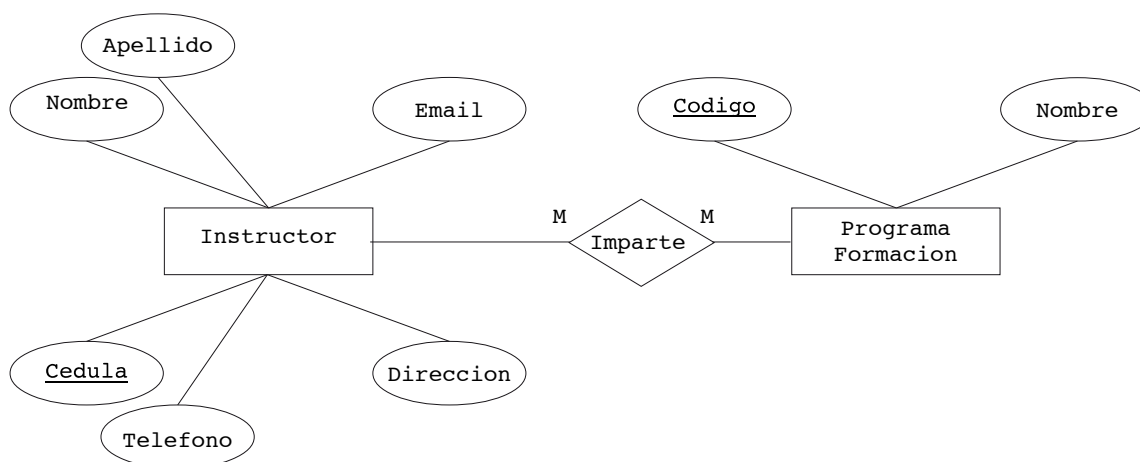 Apellido
Nombre
Email
Codigo
Nombre
Instructor
M
Imparte
M
Programa
Formacion
Cedula
Direccion
Telefono